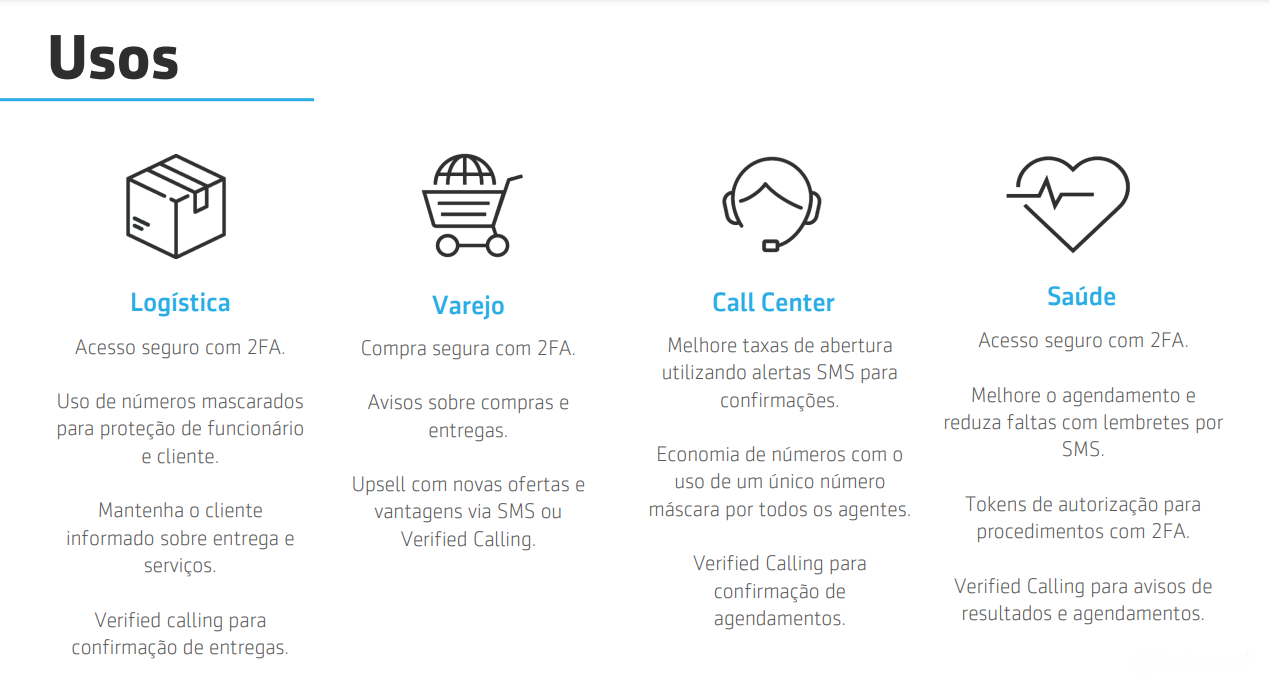 Usos
Logística
Acesso seguro com 2FA.
Uso de números mascarados
para proteção de funcionário
e cliente.
Mantenha o cliente
informado sobre entrega e
serviços.
Verified calling para
confirmação de entregas.
Varejo
Compra segura com 2FA.
Avisos sobre compras e
entregas.
Upsell com novas ofertas e
vantagens via SMS ou
Verified Calling.
Call Center
Melhore taxas de abertura
utilizando alertas SMS para
confirmações.
Economia de números com o
uso de um único número
máscara por todos os agentes.
Verified Calling para
confirmação de
agendamentos.
Saúde
Acesso seguro com 2FA.
Melhore o agendamento e
reduza faltas com lembretes por
SMS.
Tokens de autorização para
procedimentos com 2FA.
Verified Calling para avisos de
resultados e agendamentos.